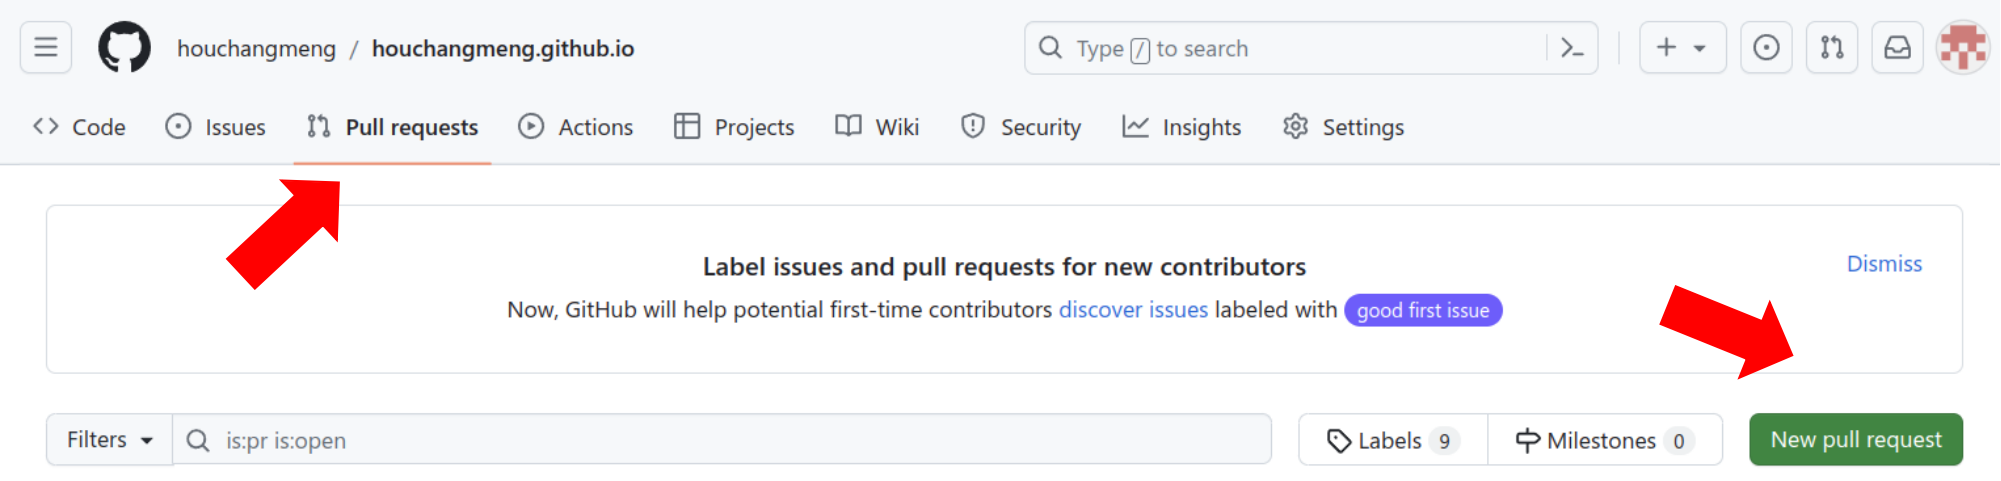 houchangmeng / houchangmeng.github.io
Type / to search
Code Issues Pull requests Actions Projects Wiki Security Insights Settings
Label issues and pull requests for new contributors
Dismiss
Now, GitHub will help potential first-time contributors discover issues labeled with good first issue
Filters is:pr is:open Labels 9 Milestones 0 New pull request